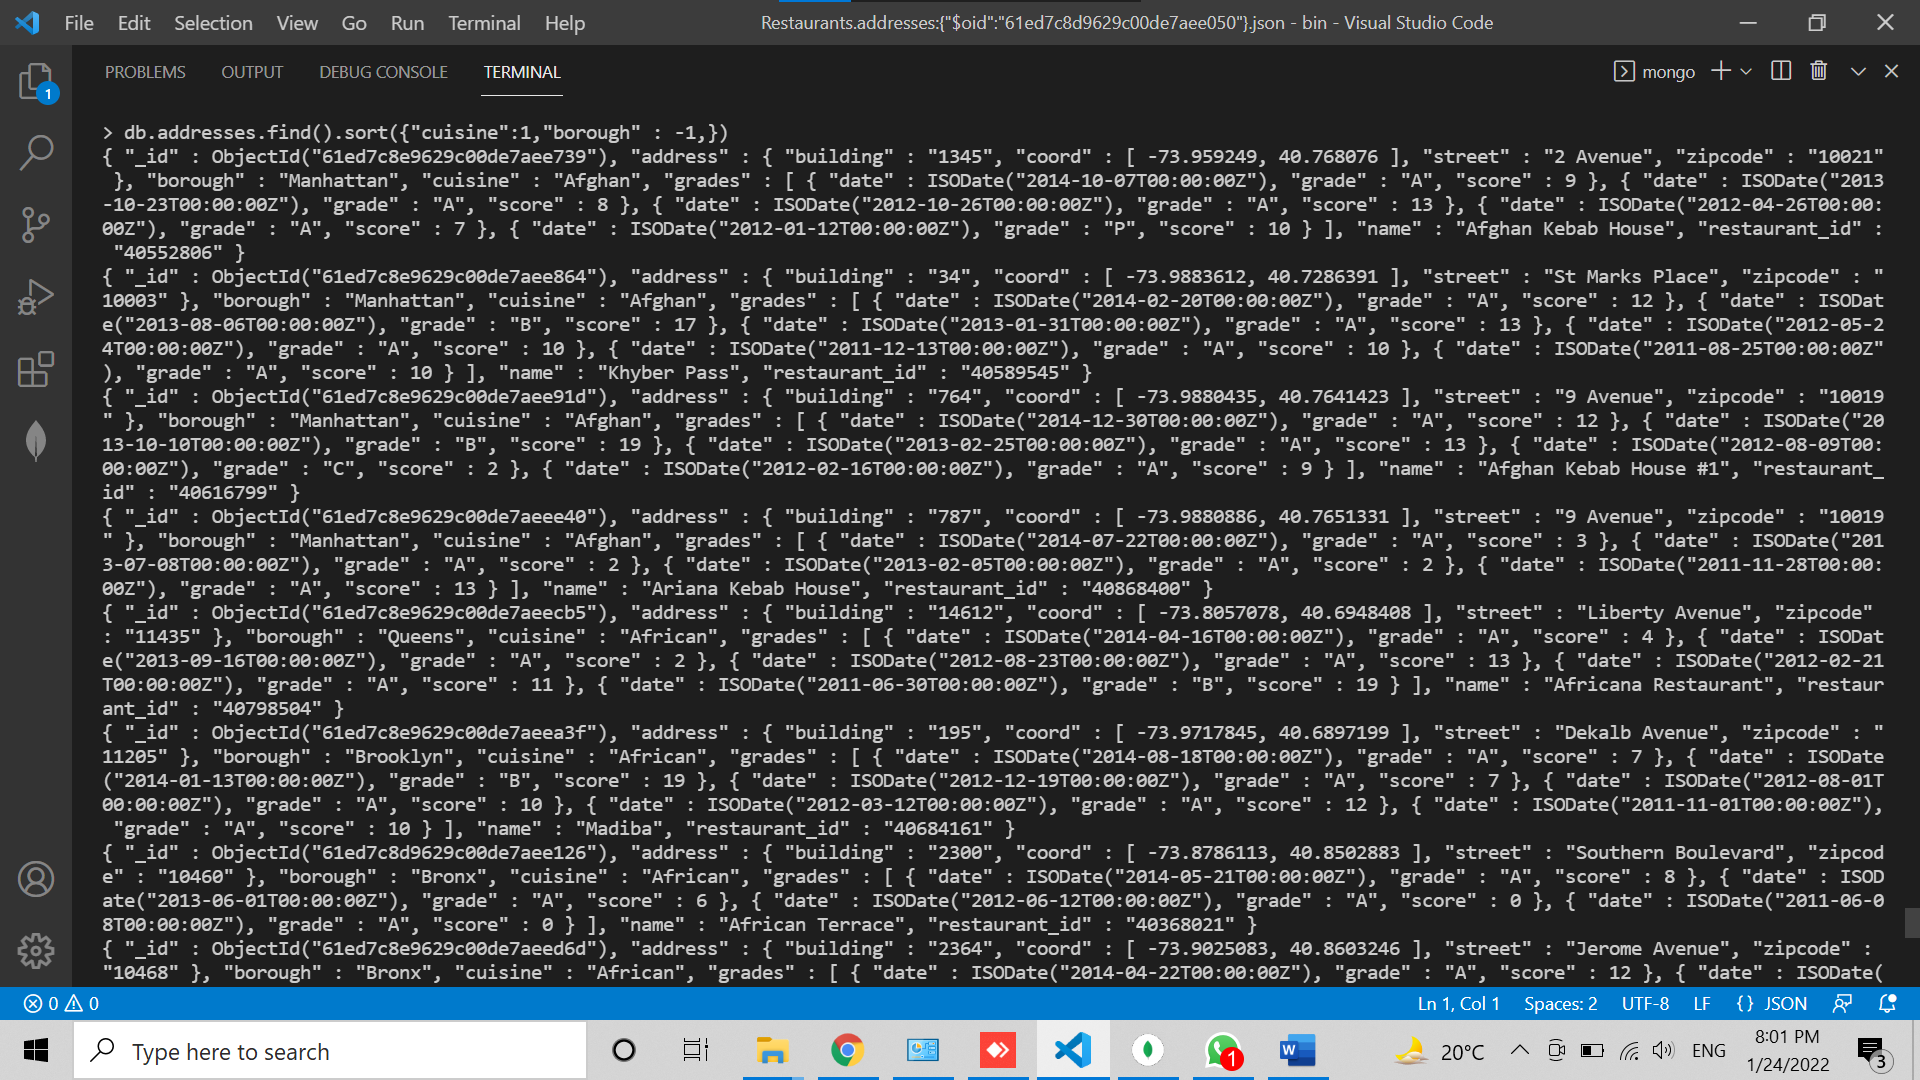 File Edit Selection View Go Run Terminal Help
Restaurants.addresses:{"$oid":"61ed7c8d9629c00de7aee050"}.json - bin - Visual Studio Code
PROBLEMS OUTPUT DEBUG CONSOLE TERMINAL
mongo
1
> db.addresses.find().sort({"cuisine":1,"borough" : -1,})
{ "_id" : ObjectId("61ed7c8e9629c00de7aee739"), "address" : { "building" : "1345", "coord" : [ -73.959249, 40.768076 ], "street" : "2 Avenue", "zipcode" : "10021"
 }, "borough" : "Manhattan", "cuisine" : "Afghan", "grades" : [ { "date" : ISODate("2014-10-07T00:00:00Z"), "grade" : "A", "score" : 9 }, { "date" : ISODate("2013
-10-23T00:00:00Z"), "grade" : "A", "score" : 8 }, { "date" : ISODate("2012-10-26T00:00:00Z"), "grade" : "A", "score" : 13 }, { "date" : ISODate("2012-04-26T00:00:
00Z"), "grade" : "A", "score" : 7 }, { "date" : ISODate("2012-01-12T00:00:00Z"), "grade" : "P", "score" : 10 } ], "name" : "Afghan Kebab House", "restaurant_id" :
 "40552806" }
{ "_id" : ObjectId("61ed7c8e9629c00de7aee864"), "address" : { "building" : "34", "coord" : [ -73.9883612, 40.7286391 ], "street" : "St Marks Place", "zipcode" : "
10003" }, "borough" : "Manhattan", "cuisine" : "Afghan", "grades" : [ { "date" : ISODate("2014-02-20T00:00:00Z"), "grade" : "A", "score" : 12 }, { "date" : ISODat
e("2013-08-06T00:00:00Z"), "grade" : "B", "score" : 17 }, { "date" : ISODate("2013-01-31T00:00:00Z"), "grade" : "A", "score" : 13 }, { "date" : ISODate("2012-05-2
4T00:00:00Z"), "grade" : "A", "score" : 10 }, { "date" : ISODate("2011-12-13T00:00:00Z"), "grade" : "A", "score" : 10 }, { "date" : ISODate("2011-08-25T00:00:00Z"
), "grade" : "A", "score" : 10 } ], "name" : "Khyber Pass", "restaurant_id" : "40589545" }
{ "_id" : ObjectId("61ed7c8e9629c00de7aee91d"), "address" : { "building" : "764", "coord" : [ -73.9880435, 40.7641423 ], "street" : "9 Avenue", "zipcode" : "10019
" }, "borough" : "Manhattan", "cuisine" : "Afghan", "grades" : [ { "date" : ISODate("2014-12-30T00:00:00Z"), "grade" : "A", "score" : 12 }, { "date" : ISODate("20
13-10-10T00:00:00Z"), "grade" : "B", "score" : 19 }, { "date" : ISODate("2013-02-25T00:00:00Z"), "grade" : "A", "score" : 13 }, { "date" : ISODate("2012-08-09T00:
00:00Z"), "grade" : "C", "score" : 2 }, { "date" : ISODate("2012-02-16T00:00:00Z"), "grade" : "A", "score" : 9 } ], "name" : "Afghan Kebab House #1", "restaurant_
id" : "40616799" }
{ "_id" : ObjectId("61ed7c8e9629c00de7aeee40"), "address" : { "building" : "787", "coord" : [ -73.9880886, 40.7651331 ], "street" : "9 Avenue", "zipcode" : "10019
" }, "borough" : "Manhattan", "cuisine" : "Afghan", "grades" : [ { "date" : ISODate("2014-07-22T00:00:00Z"), "grade" : "A", "score" : 3 }, { "date" : ISODate("201
3-07-08T00:00:00Z"), "grade" : "A", "score" : 2 }, { "date" : ISODate("2013-02-05T00:00:00Z"), "grade" : "A", "score" : 2 }, { "date" : ISODate("2011-11-28T00:00:
00Z"), "grade" : "A", "score" : 13 } ], "name" : "Ariana Kebab House", "restaurant_id" : "40868400" }
{ "_id" : ObjectId("61ed7c8e9629c00de7aeecb5"), "address" : { "building" : "14612", "coord" : [ -73.8057078, 40.6948408 ], "street" : "Liberty Avenue", "zipcode"
 : "11435" }, "borough" : "Queens", "cuisine" : "African", "grades" : [ { "date" : ISODate("2014-04-16T00:00:00Z"), "grade" : "A", "score" : 4 }, { "date" : ISODat
e("2013-09-16T00:00:00Z"), "grade" : "A", "score" : 2 }, { "date" : ISODate("2012-08-23T00:00:00Z"), "grade" : "A", "score" : 13 }, { "date" : ISODate("2012-02-21
T00:00:00Z"), "grade" : "A", "score" : 11 }, { "date" : ISODate("2011-06-30T00:00:00Z"), "grade" : "B", "score" : 19 } ], "name" : "Africana Restaurant", "restaur
ant_id" : "40798504" }
{ "_id" : ObjectId("61ed7c8e9629c00de7aeea3f"), "address" : { "building" : "195", "coord" : [ -73.9717845, 40.6897199 ], "street" : "Dekalb Avenue", "zipcode" : "
11205" }, "borough" : "Brooklyn", "cuisine" : "African", "grades" : [ { "date" : ISODate("2014-08-18T00:00:00Z"), "grade" : "A", "score" : 7 }, { "date" : ISODate
("2014-01-13T00:00:00Z"), "grade" : "B", "score" : 19 }, { "date" : ISODate("2012-12-19T00:00:00Z"), "grade" : "A", "score" : 7 }, { "date" : ISODate("2012-08-01T
00:00:00Z"), "grade" : "A", "score" : 10 }, { "date" : ISODate("2012-03-12T00:00:00Z"), "grade" : "A", "score" : 12 }, { "date" : ISODate("2011-11-01T00:00:00Z"),
 "grade" : "A", "score" : 10 } ], "name" : "Madiba", "restaurant_id" : "40684161" }
{ "_id" : ObjectId("61ed7c8d9629c00de7aee126"), "address" : { "building" : "2300", "coord" : [ -73.8786113, 40.8502883 ], "street" : "Southern Boulevard", "zipcod
e" : "10460" }, "borough" : "Bronx", "cuisine" : "African", "grades" : [ { "date" : ISODate("2014-05-21T00:00:00Z"), "grade" : "A", "score" : 8 }, { "date" : ISOD
ate("2013-06-01T00:00:00Z"), "grade" : "A", "score" : 6 }, { "date" : ISODate("2012-06-12T00:00:00Z"), "grade" : "A", "score" : 0 }, { "date" : ISODate("2011-06-0
8T00:00:00Z"), "grade" : "A", "score" : 0 } ], "name" : "African Terrace", "restaurant_id" : "40368021" }
{ "_id" : ObjectId("61ed7c8e9629c00de7aeed6d"), "address" : { "building" : "2364", "coord" : [ -73.9025083, 40.8603246 ], "street" : "Jerome Avenue", "zipcode" :
"10468" }, "borough" : "Bronx", "cuisine" : "African", "grades" : [ { "date" : ISODate("2014-04-22T00:00:00Z"), "grade" : "A", "score" : 12 }, { "date" : ISODate(
0 0 Ln 1, Col 1 Spaces: 2 UTF-8 LF {} JSON
Type here to search
1
W
20°C
ENG
8:01 PM
1/24/2022
3